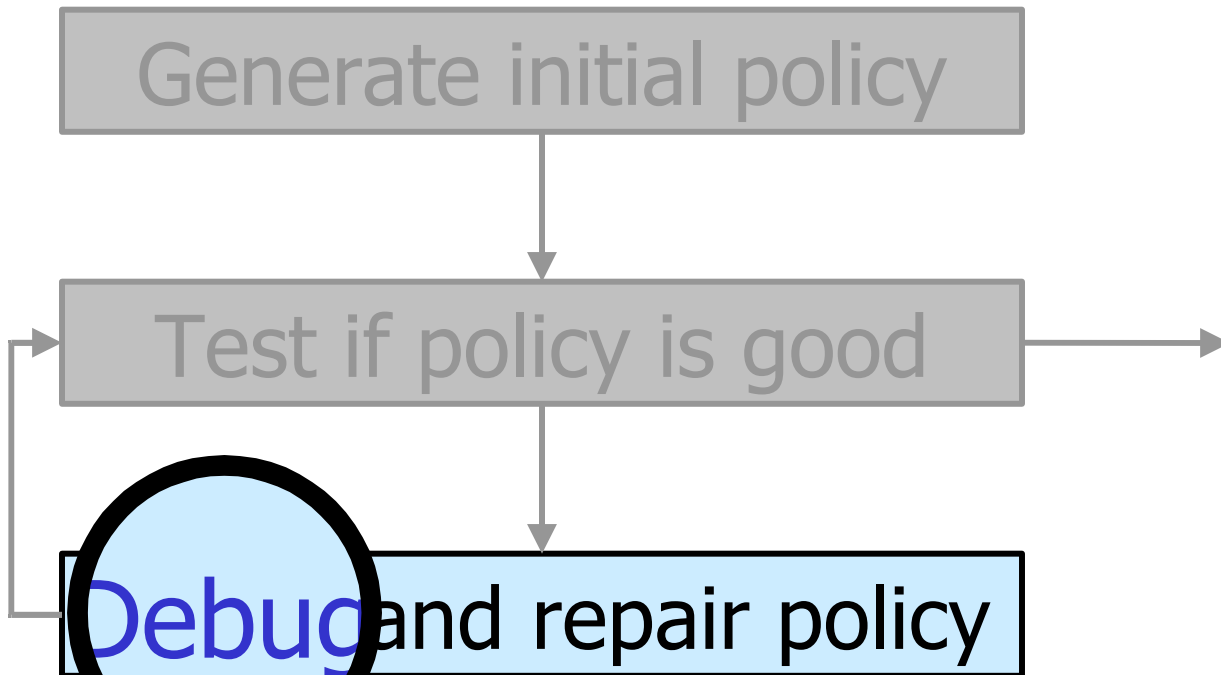 Generate initial policy
Test if policy is good
Debug and repair policy